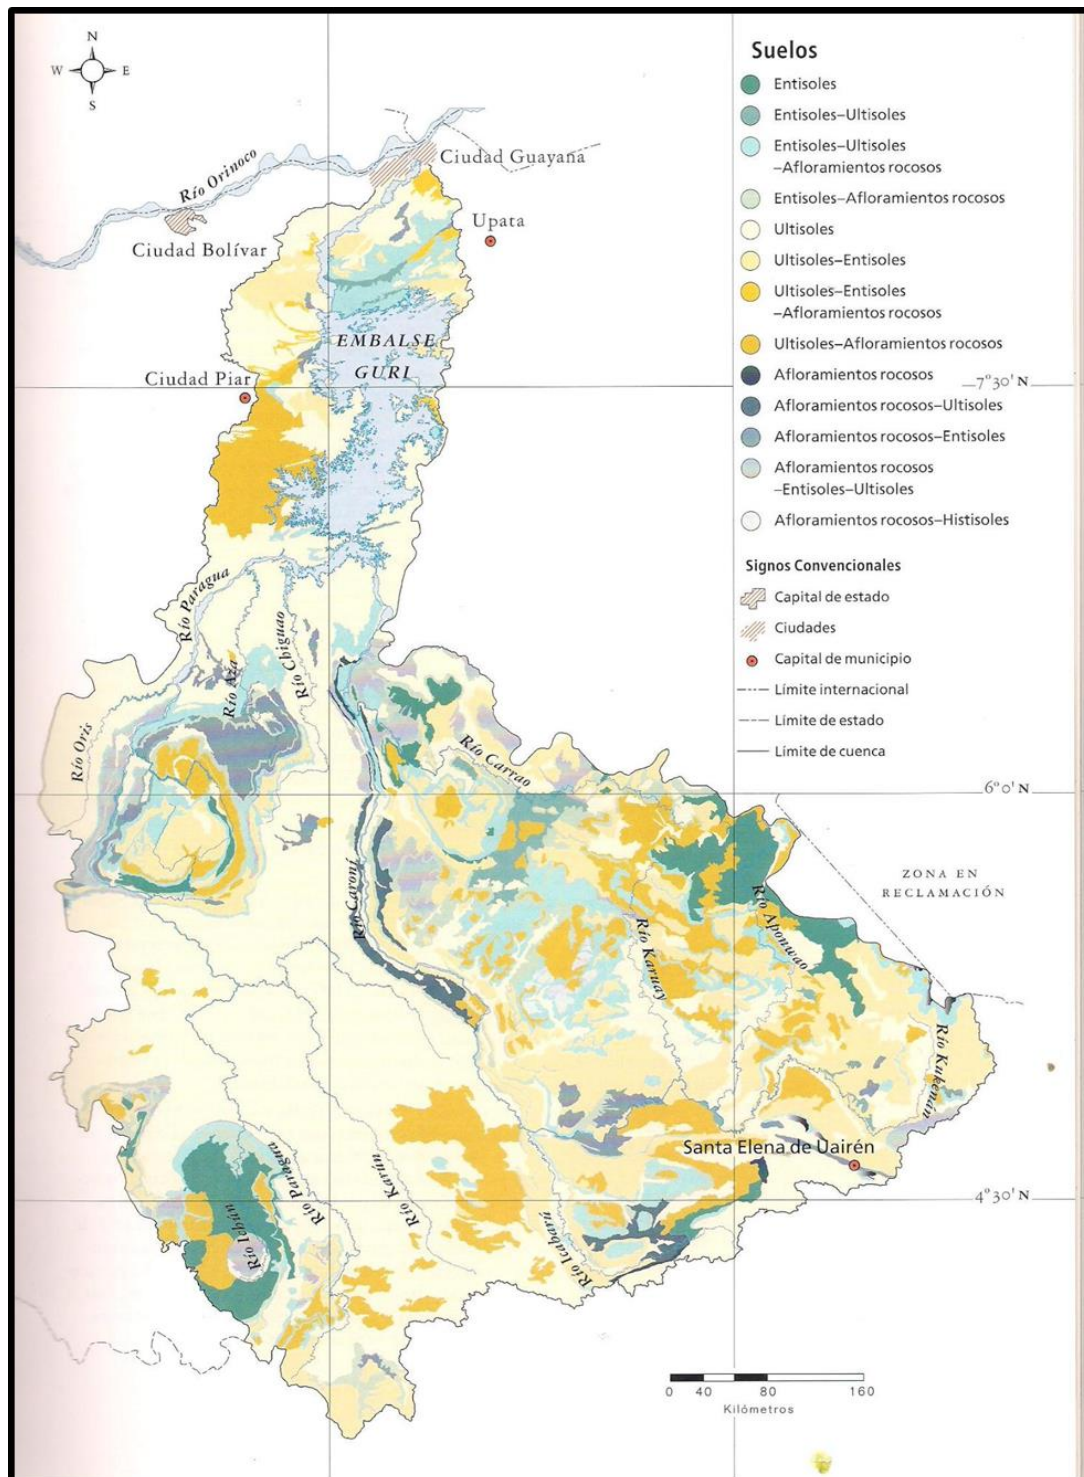 N
W E
S
Suelos
Entisoles
Entisoles–Ultisoles
Entisoles–Ultisoles
–Afloramientos rocosos
Entisoles–Afloramientos rocosos
Ultisoles
Ultisoles–Entisoles
Ultisoles–Entisoles
–Afloramientos rocosos
Ultisoles–Afloramientos rocosos
Afloramientos rocosos
Afloramientos rocosos–Ultisoles
Afloramientos rocosos–Entisoles
Afloramientos rocosos
–Entisoles–Ultisoles
Afloramientos rocosos–Histisoles
Signos Convencionales
Capital de estado
Ciudades
Capital de municipio
Límite internacional
Límite de estado
Límite de cuenca
Ciudad Guayana
Río Orinoco
Upata
Ciudad Bolívar
EMBALSE
GURI
Ciudad Piar
7°30' N
Río Paragua
Río Chiguao
Río Aza
Río Oris
Río Carrao
6°0' N
ZONA EN
RECLAMACIÓN
Río Caroní
Río Aponwao
Río Karuay
Río Kukenán
Santa Elena de Uairén
4°30' N
Río Paragua
Río Karún
Río Icabarú
Río Ichún
0 40 80 160
Kilómetros